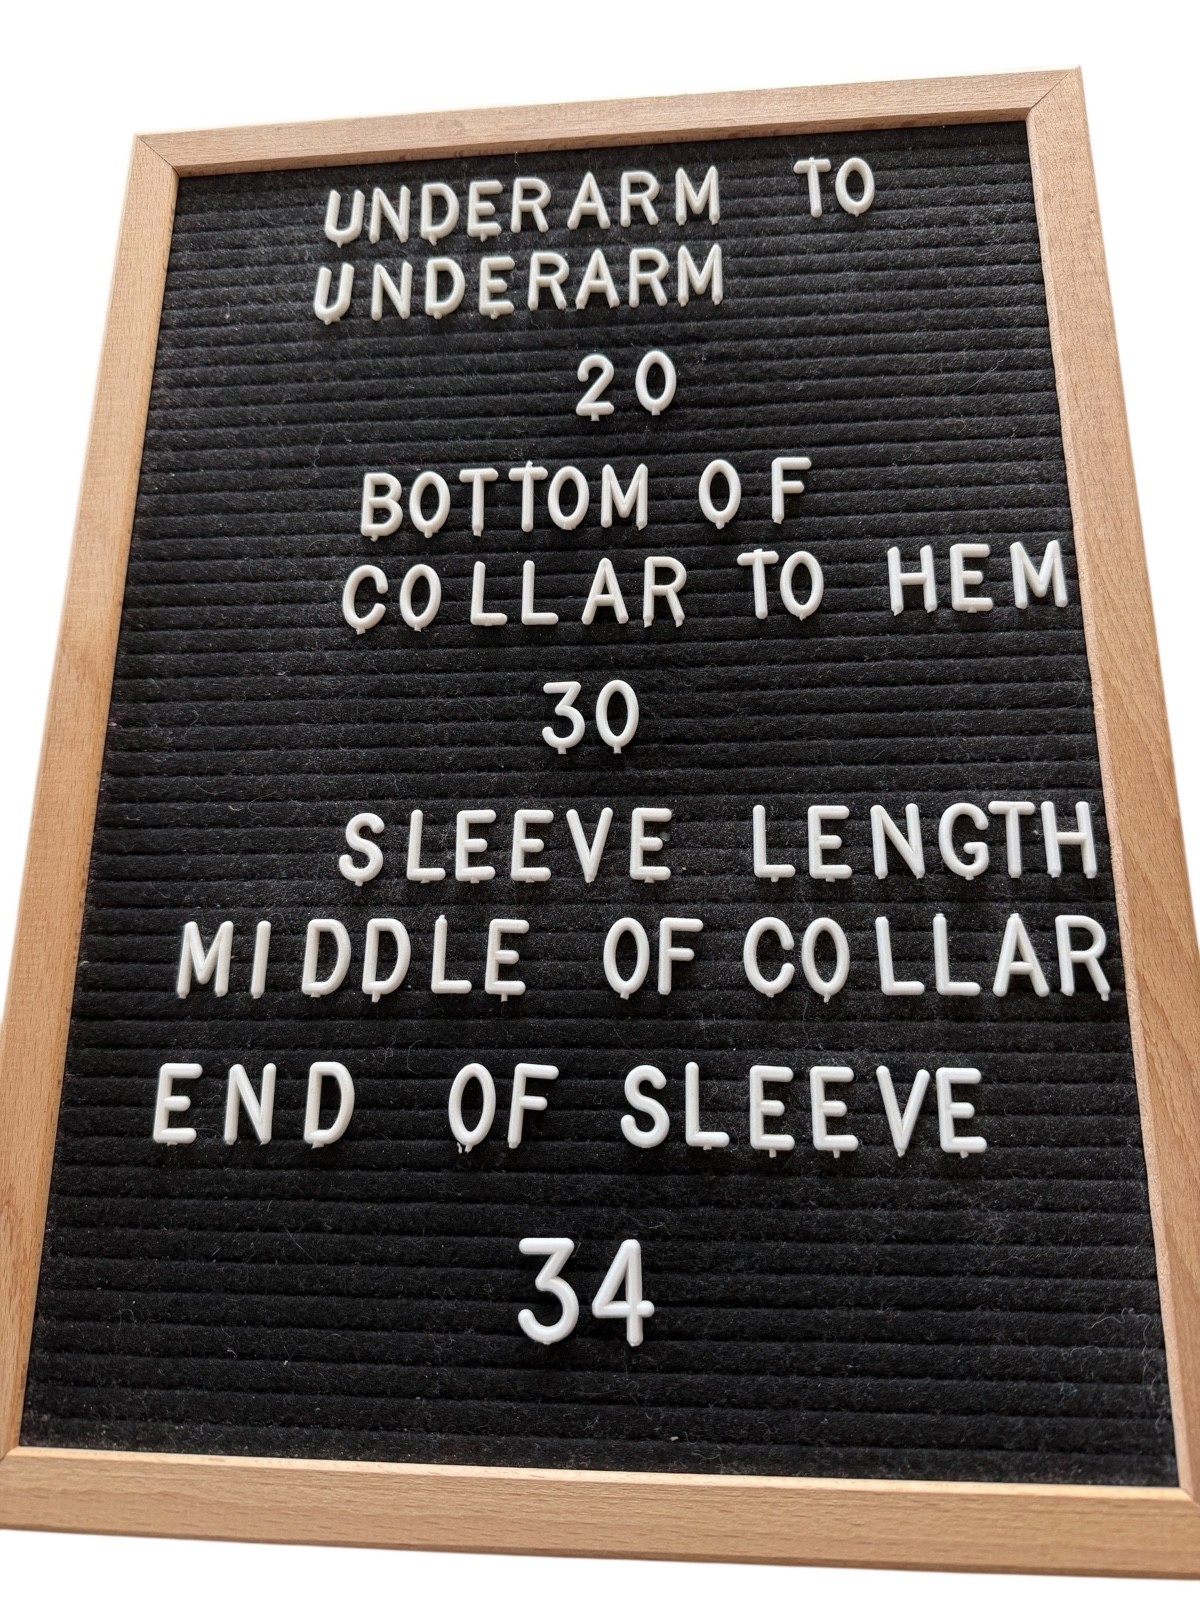 UNDERARM TO
UNDERARM
20
BOTTOM OF
COLLAR TO HEM
30
SLEEVE LENGTH
MIDDLE OF COLLAR
END OF SLEEVE
34